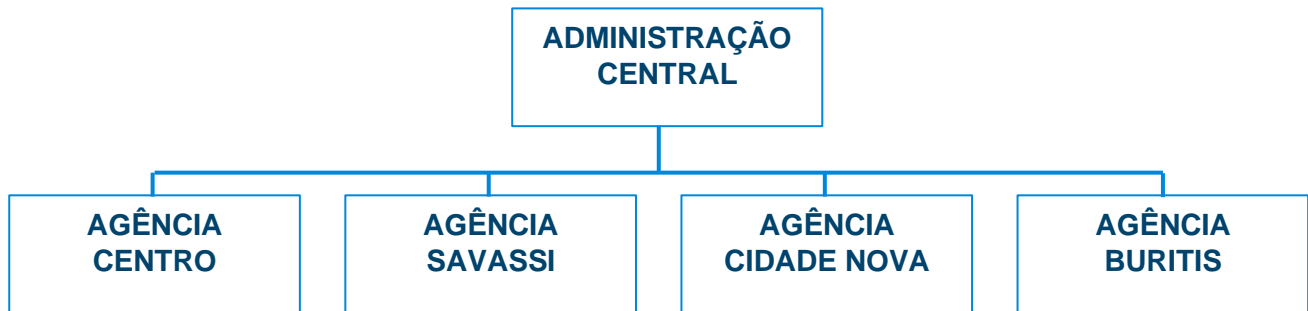 ADMINISTRAÇÃO
CENTRAL
AGÊNCIA
CENTRO
AGÊNCIA
SAVASSI
AGÊNCIA
CIDADE NOVA
AGÊNCIA
BURITIS